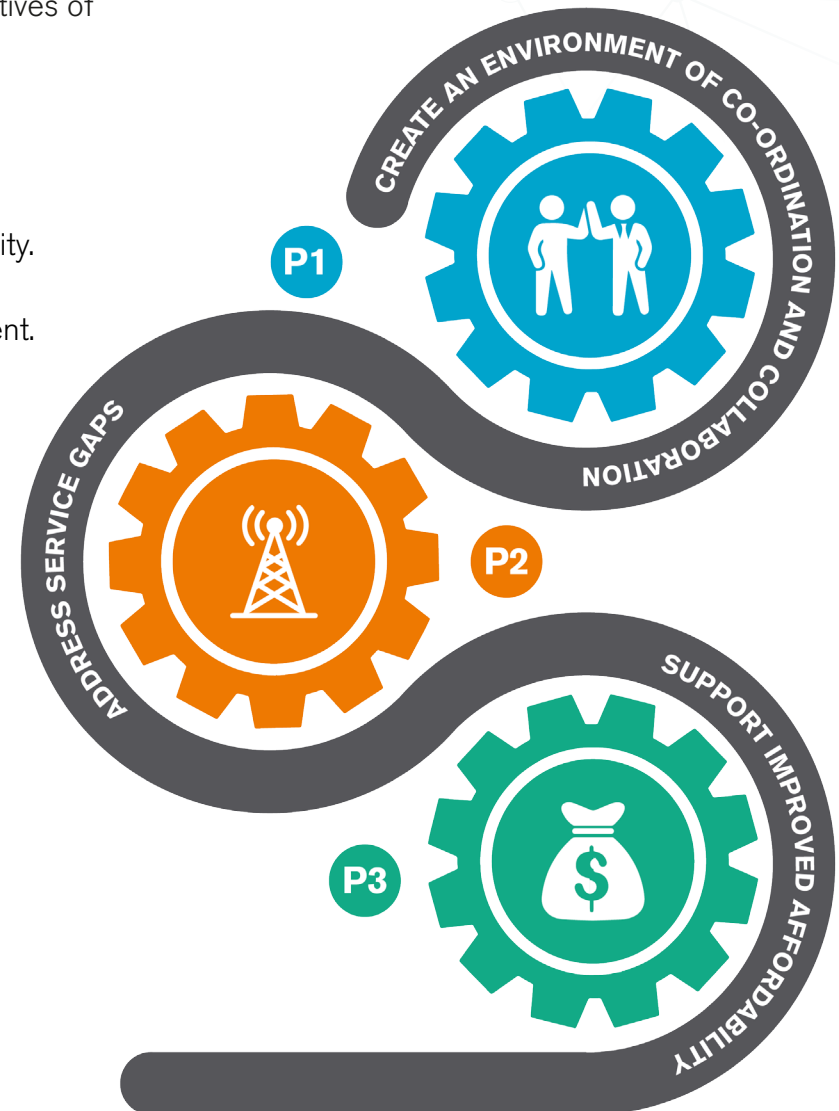 of
ity.
ent.
CREATE AN ENVIRONMENT OF CO-ORDINATION AND COLLABORATION
P1
ADDRESS SERVICE GAPS
P2
SUPPORT IMPROVED AFFORDABILITY
$
P3